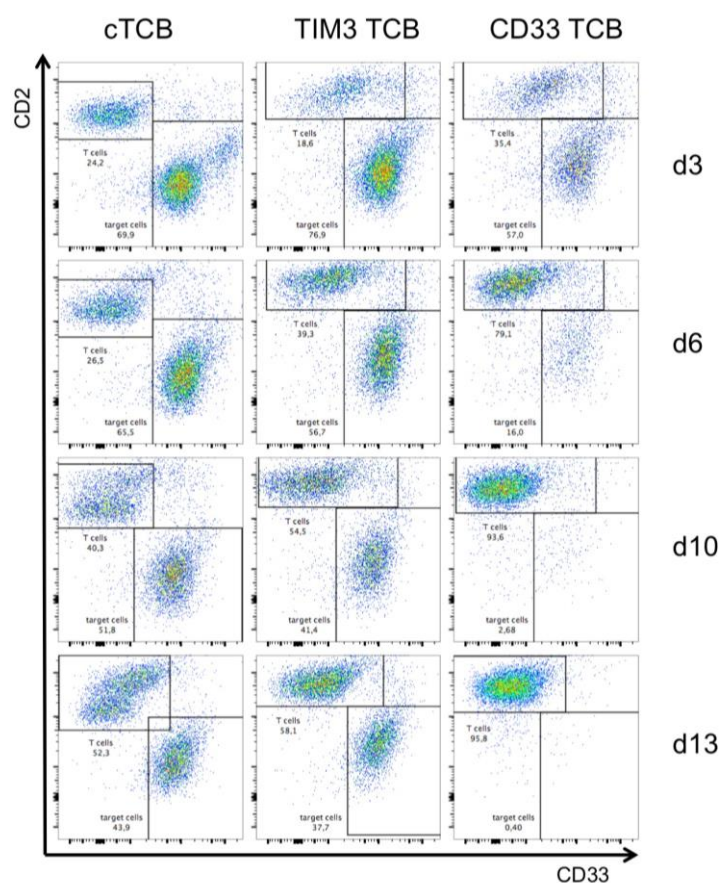 cTCB TIM3 TCB CD33 TCB
CD2
T cells
24,2
target cells
69,9
T cells
18,6
target cells
76,9
T cells
35,4
target cells
57,0
d3
T cells
26,5
target cells
65,5
T cells
39,3
target cells
56,7
T cells
79,1
target cells
16,0
d6
T cells
40,3
target cells
51,8
T cells
54,5
target cells
41,4
T cells
93,6
target cells
2,68
d10
T cells
52,3
target cells
43,9
T cells
58,1
target cells
37,7
T cells
95,8
target cells
0,40
d13
CD33